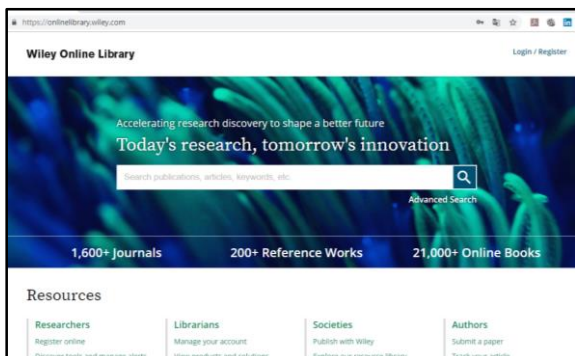 https://onlinelibrary.wiley.com
Wiley Online Library
Login / Register
Accelerating research discovery to shape a better future
Today's research, tomorrow's innovation
Search publications, articles, keywords, etc.
Advanced Search
1,600+ Journals 200+ Reference Works 21,000+ Online Books
Resources
Researchers Librarians Societies Authors
Register online Manage your account Publish with Wiley Submit a paper